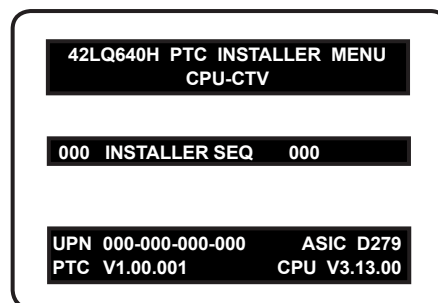 42LQ640H PTC INSTALLER MENU
CPU-CTV
000 INSTALLER SEQ 000
UPN 000-000-000-000 ASIC D279
PTC V1.00.001 CPU V3.13.00